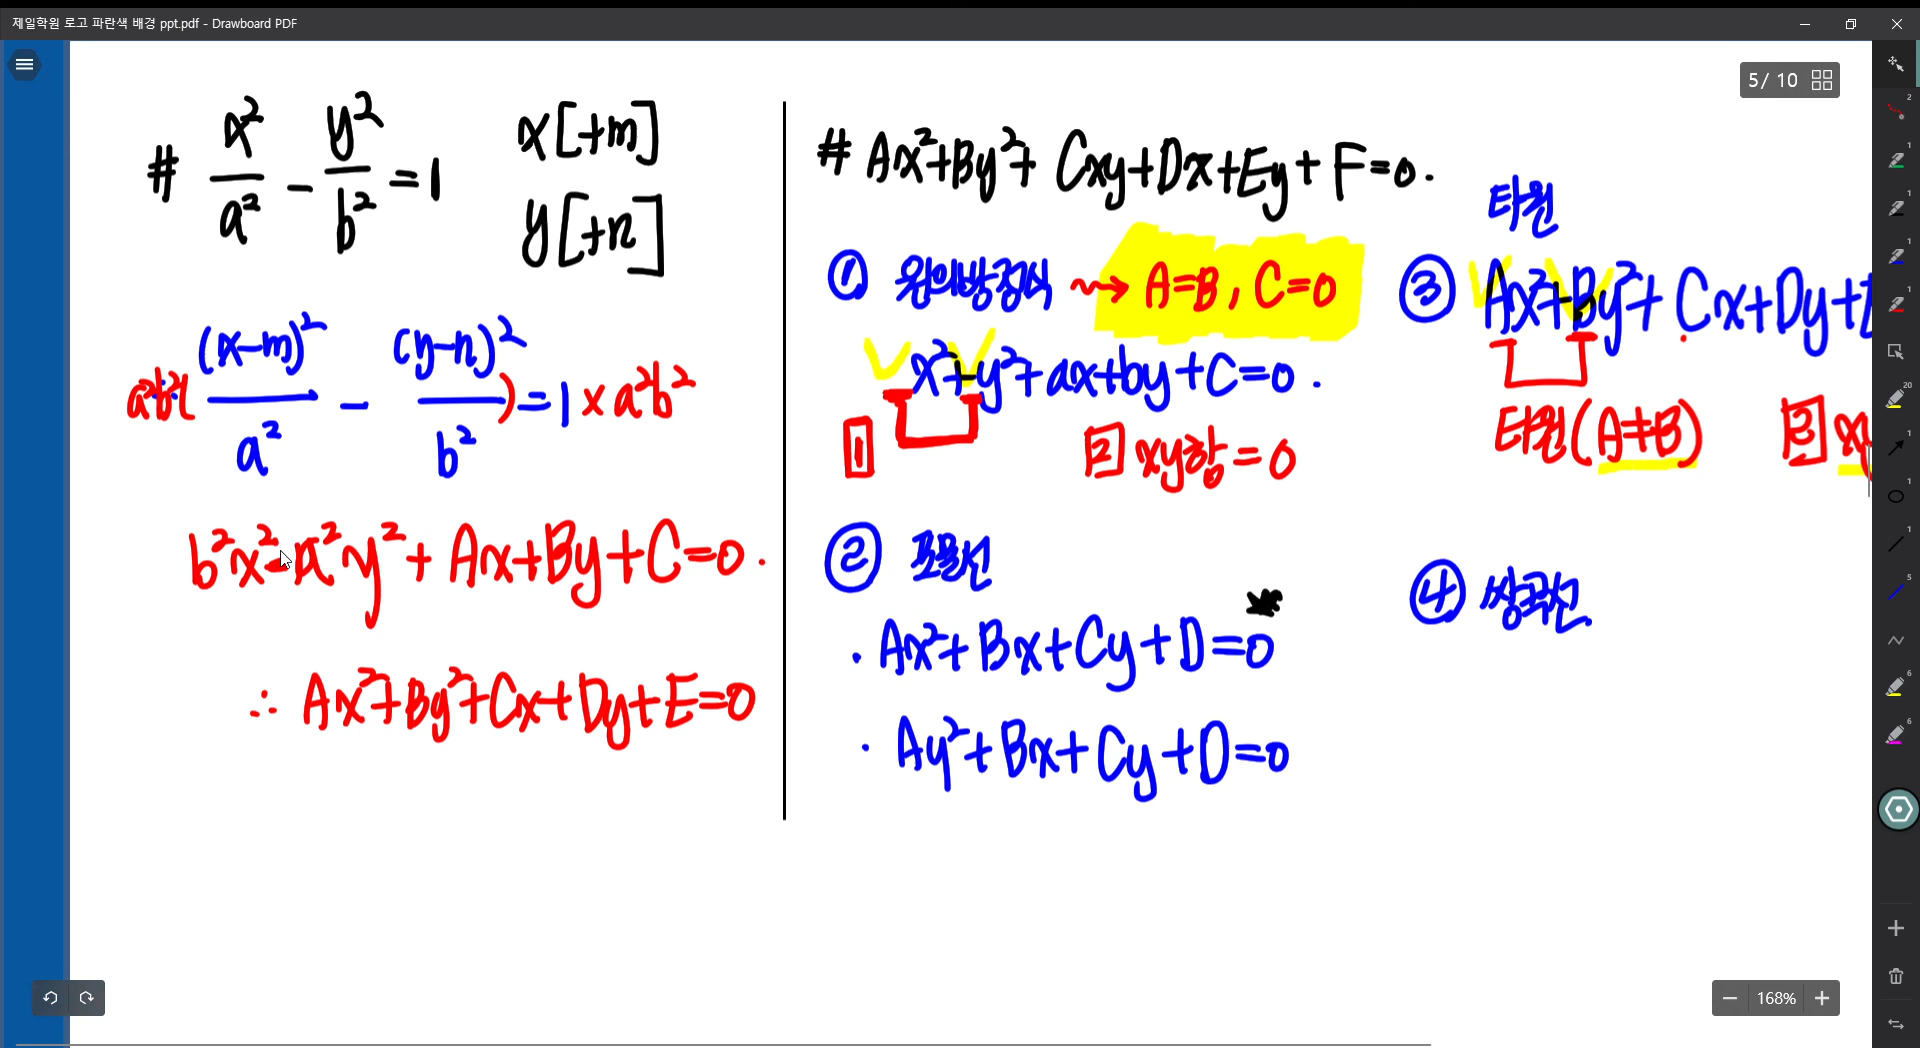 제일학원 로고 파란색 배경 ppt.pdf - Drawboard PDF
5/ 10
# x²/a² - y²/b² = 1
x[+m]
y[+n]
a²b²( (x-m)²/a² - (y-n)²/b² ) = 1 × a²b²
b²x² - a²y² + Ax + By + C = 0 .
∴ Ax² + By² + Cx + Dy + E = 0
# Ax² + By² + Cxy + Dx + Ey + F = 0 .
① 원의방정식 ⇝ A=B , C=0
x² + y² + ax + by + C = 0 .
1
2 xy항 = 0
② 포물선
· Ax² + Bx + Cy + D = 0
· Ay² + Bx + Cy + D = 0
타원
③ Ax² + By² + Cx + Dy +
타원 (A≠B)
2 xy
④ 쌍곡선
168%